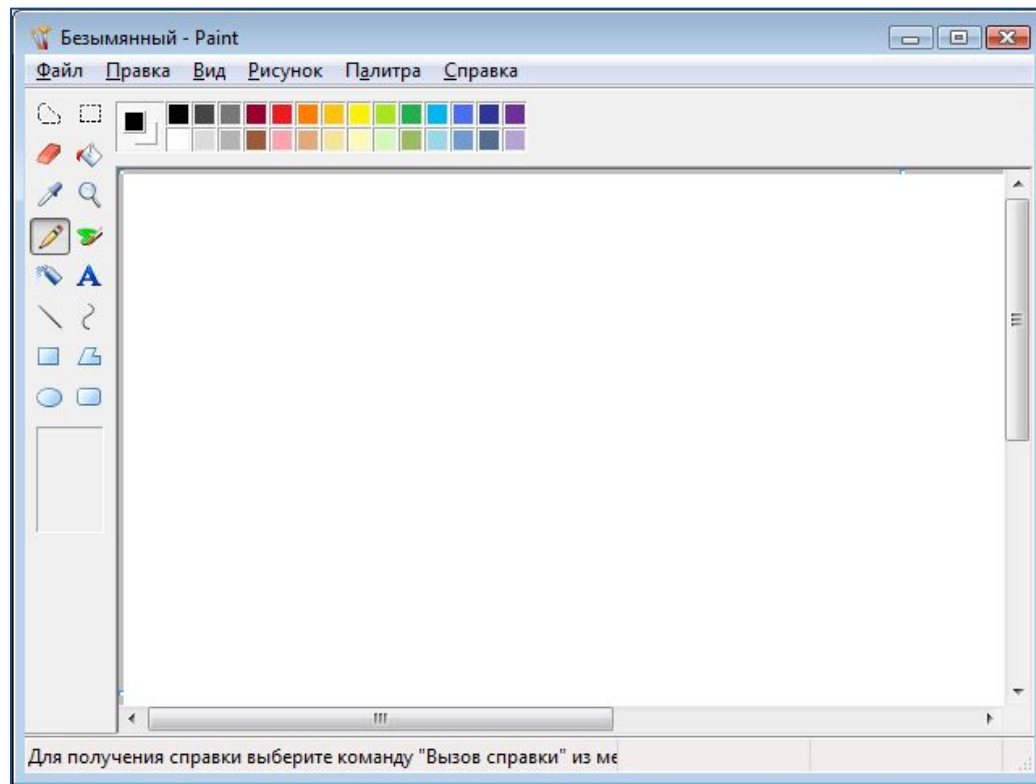 Безымянный - Paint
Файл Правка Вид Рисунок Палитра Справка
A
Для получения справки выберите команду "Вызов справки" из ме